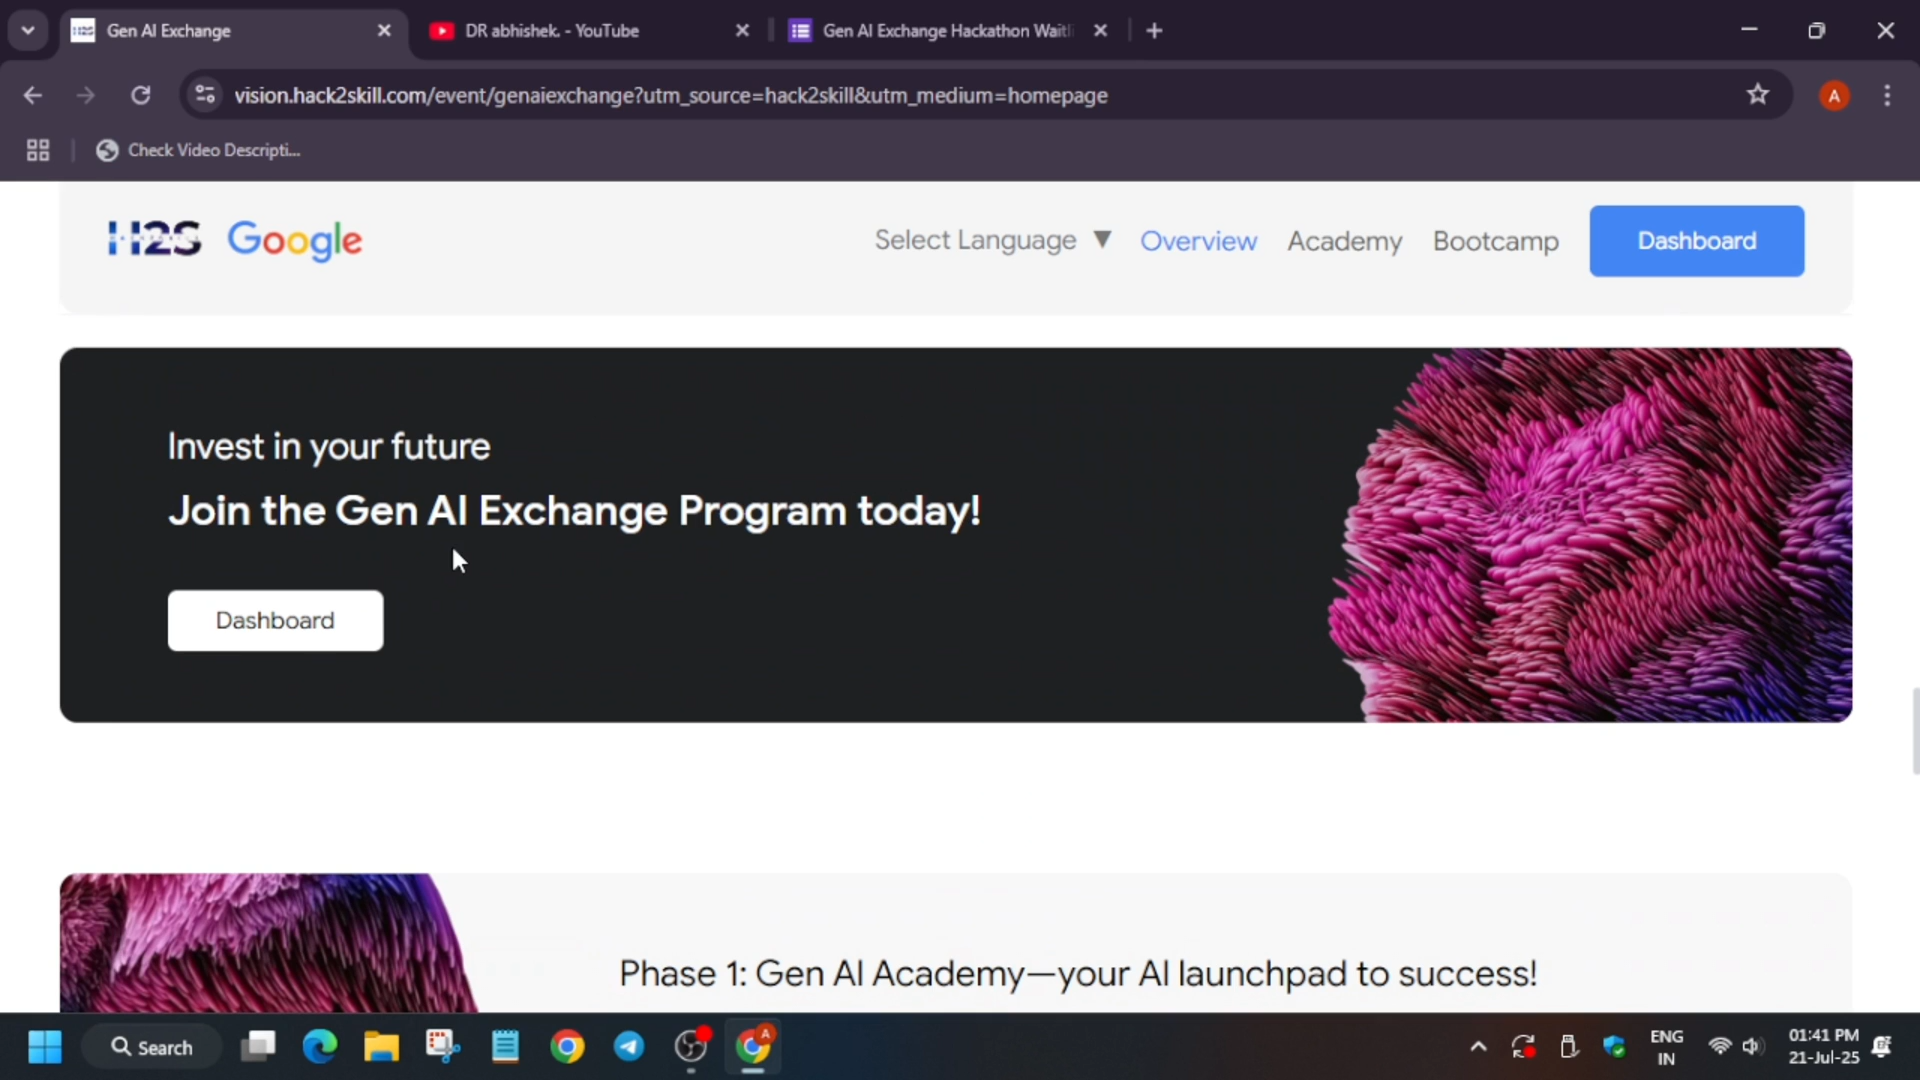 Gen AI Exchange
DR abhishek. - YouTube
Gen AI Exchange Hackathon Waitli
vision.hack2skill.com/event/genaiexchange?utm_source=hack2skill&utm_medium=homepage
A
Check Video Descripti...
H2S Google
Select Language ▼ Overview Academy Bootcamp Dashboard
Invest in your future
Join the Gen AI Exchange Program today!
Dashboard
Phase 1: Gen AI Academy—your AI launchpad to success!
Search
A
ENG
IN
01:41 PM
21-Jul-25